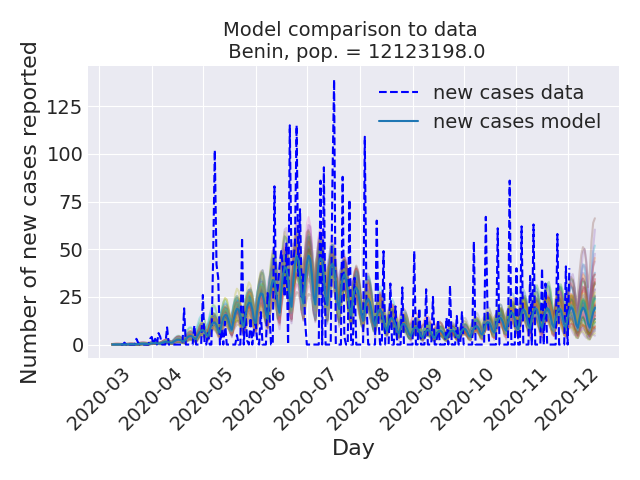 Model comparison to data
Benin, pop. = 12123198.0
Number of new cases reported
125
100
75
50
25
0
new cases data
new cases model
2020-03
2020-04
2020-05
2020-06
2020-07
2020-08
2020-09
2020-10
2020-11
2020-12
Day